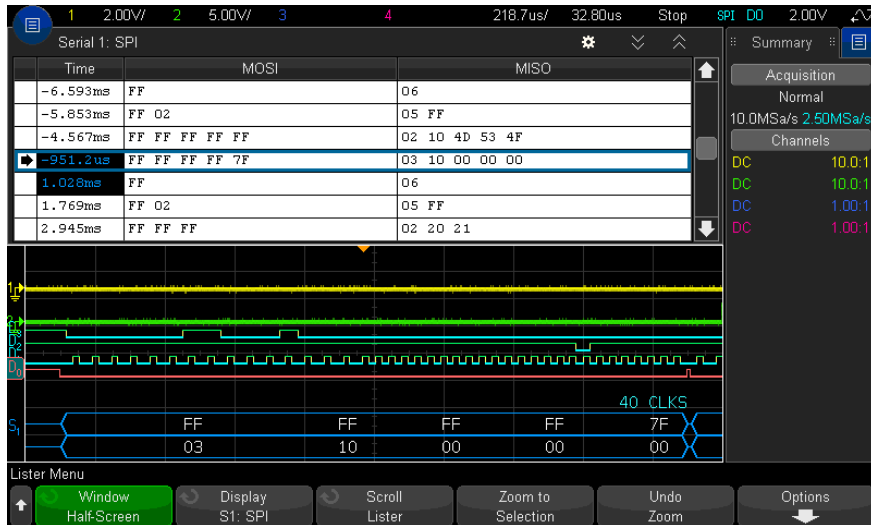 1 2.00V/ 2 5.00V/ 3 4 218.7us/ 32.80us Stop SPI D0 2.00V
Serial 1: SPI
Summary
Time MOSI MISO
-6.593ms FF 06
-5.853ms FF 02 05 FF
-4.567ms FF FF FF FF FF 02 10 4D 53 4F
-951.2us FF FF FF FF 7F 03 10 00 00 00
1.028ms FF 06
1.769ms FF 02 05 FF
2.945ms FF FF FF 02 20 21
Acquisition
Normal
10.0MSa/s 2.50MSa/s
Channels
DC 10.0:1
DC 10.0:1
DC 1.00:1
DC 1.00:1
1
2
D2
D0
40 CLKS
S1 FF FF FF FF 7F
03 10 00 00 00
Lister Menu
Window Half-Screen
Display S1: SPI
Scroll Lister
Zoom to Selection
Undo Zoom
Options